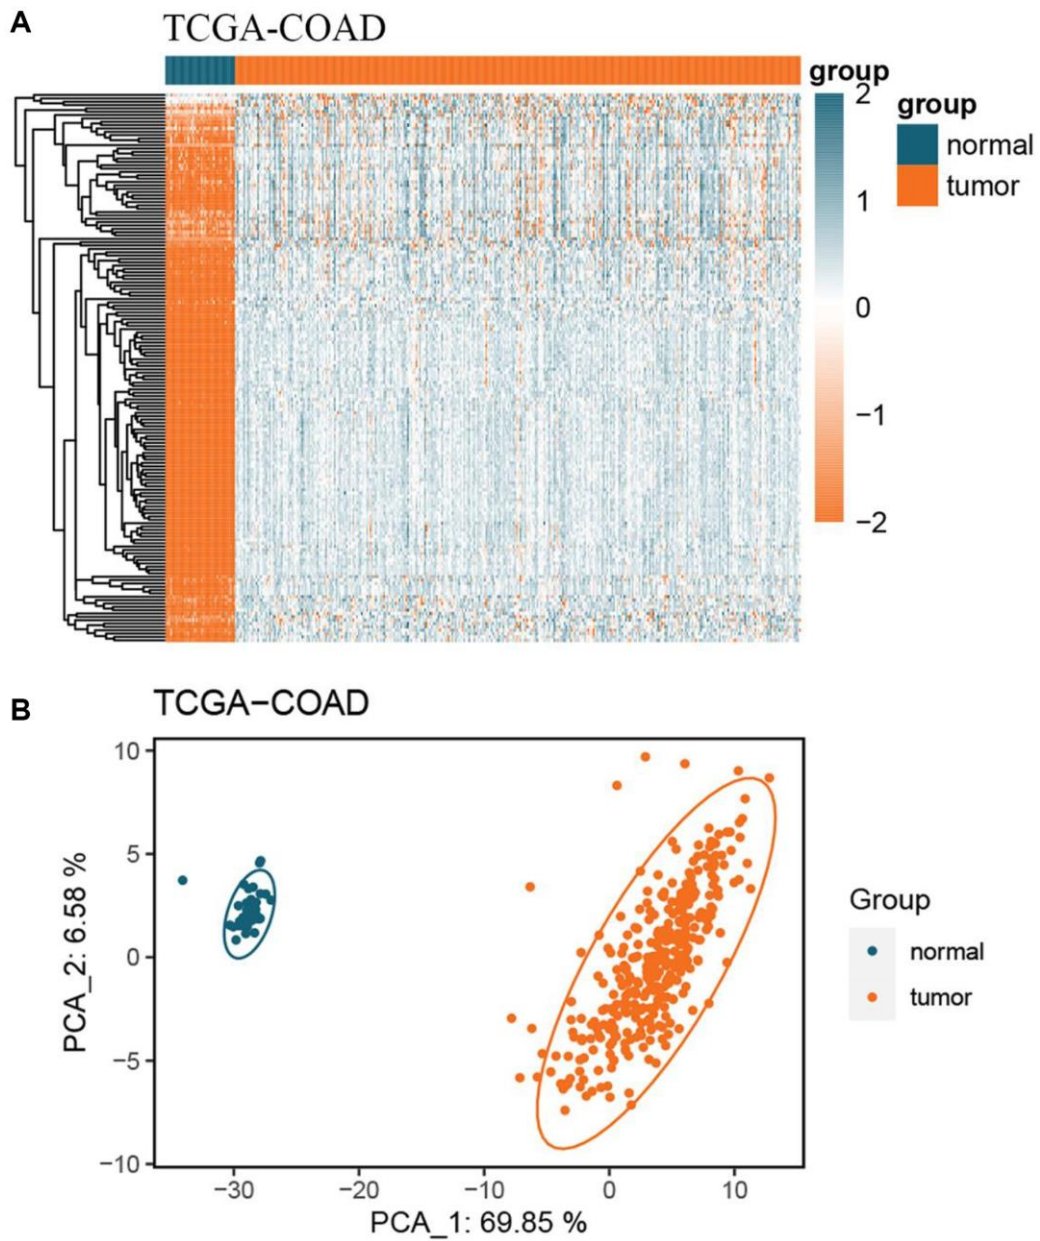 A
TCGA-COAD
group
2
1
0
−1
−2
group
normal
tumor
B
TCGA−COAD
10
5
0
−5
−10
PCA_2: 6.58 %
−30
−20
−10
0
10
PCA_1: 69.85 %
Group
normal
tumor